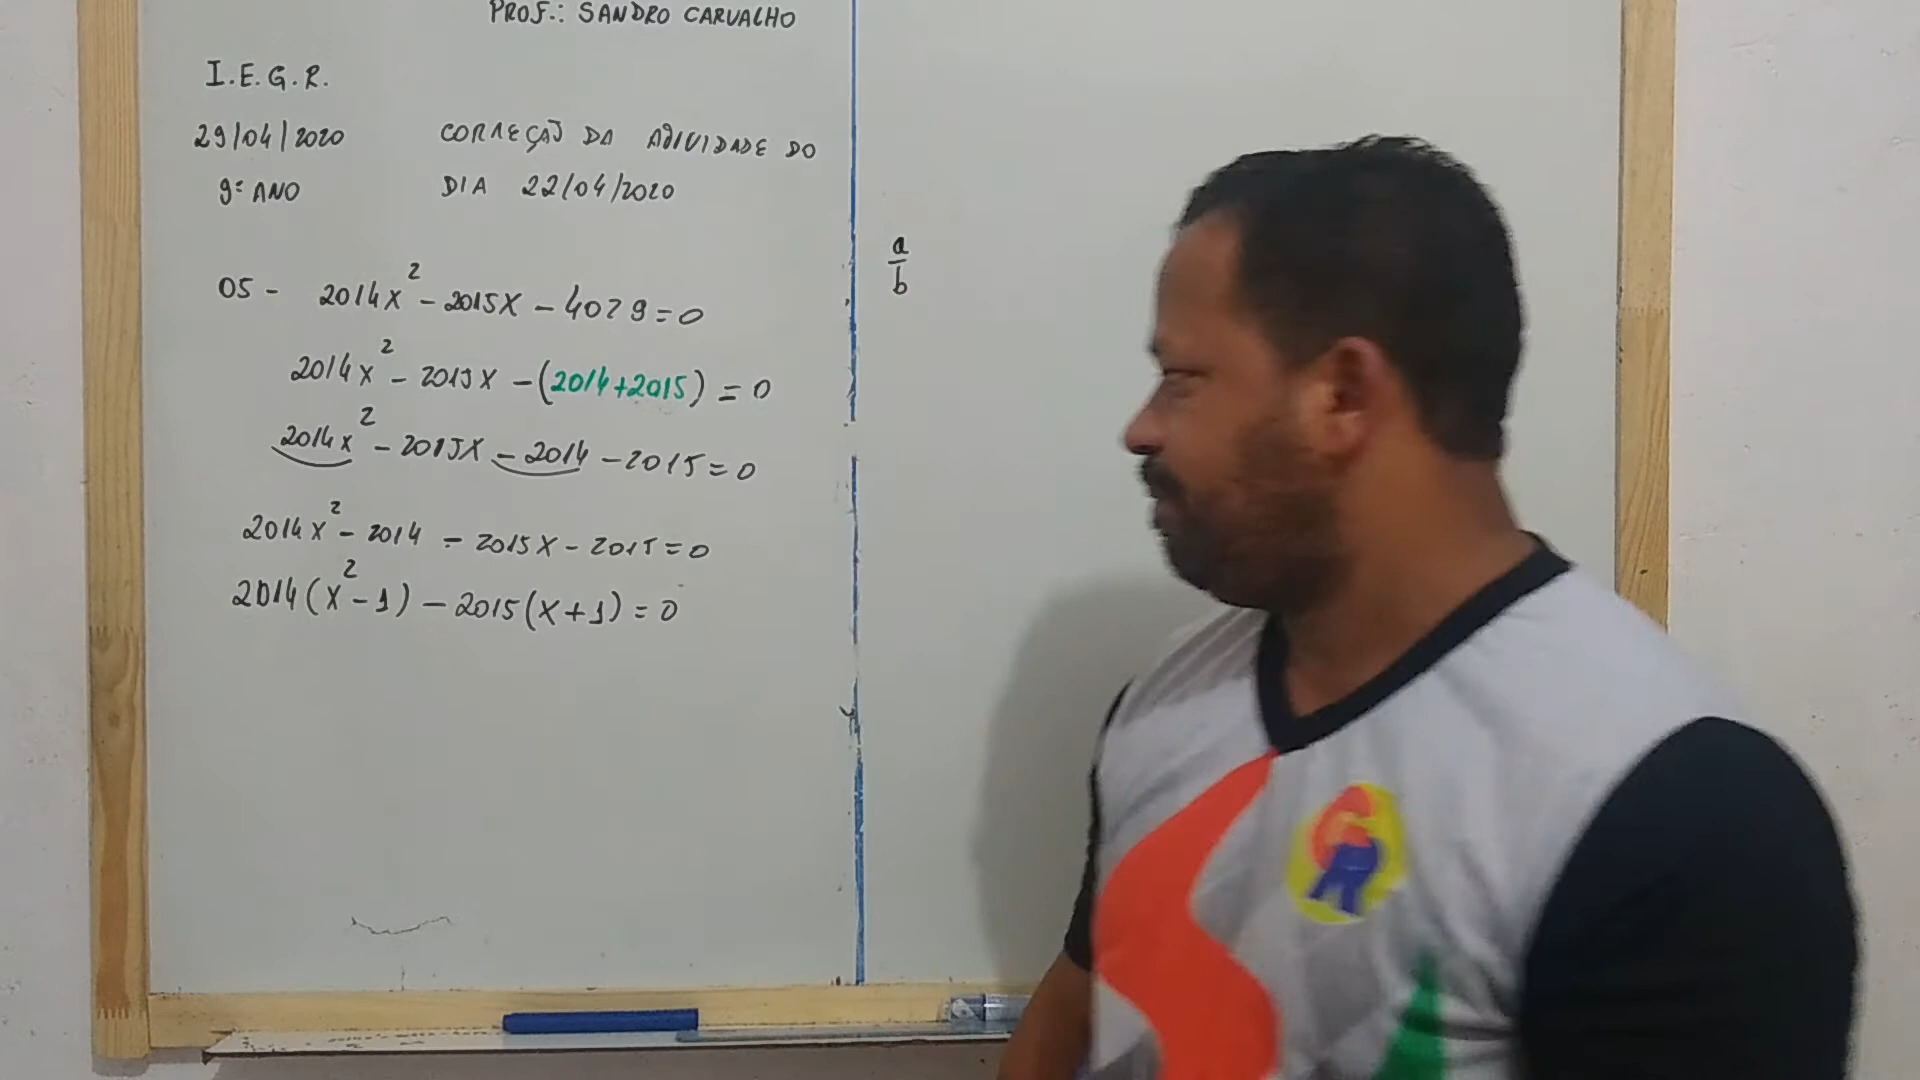 PROF.: SANDRO CARVALHO
I.E.G.R.
29/04/2020 CORREÇÃO DA ATIVIDADE DO
9º ANO DIA 22/04/2020
05 - 2014x² - 2015x - 4029 = 0
2014x² - 2015x - (2014+2015) = 0
2014x² - 2015x - 2014 - 2015 = 0
2014x² - 2014 - 2015x - 2015 = 0
2014(x² - 1) - 2015(x + 1) = 0
a
b
GR